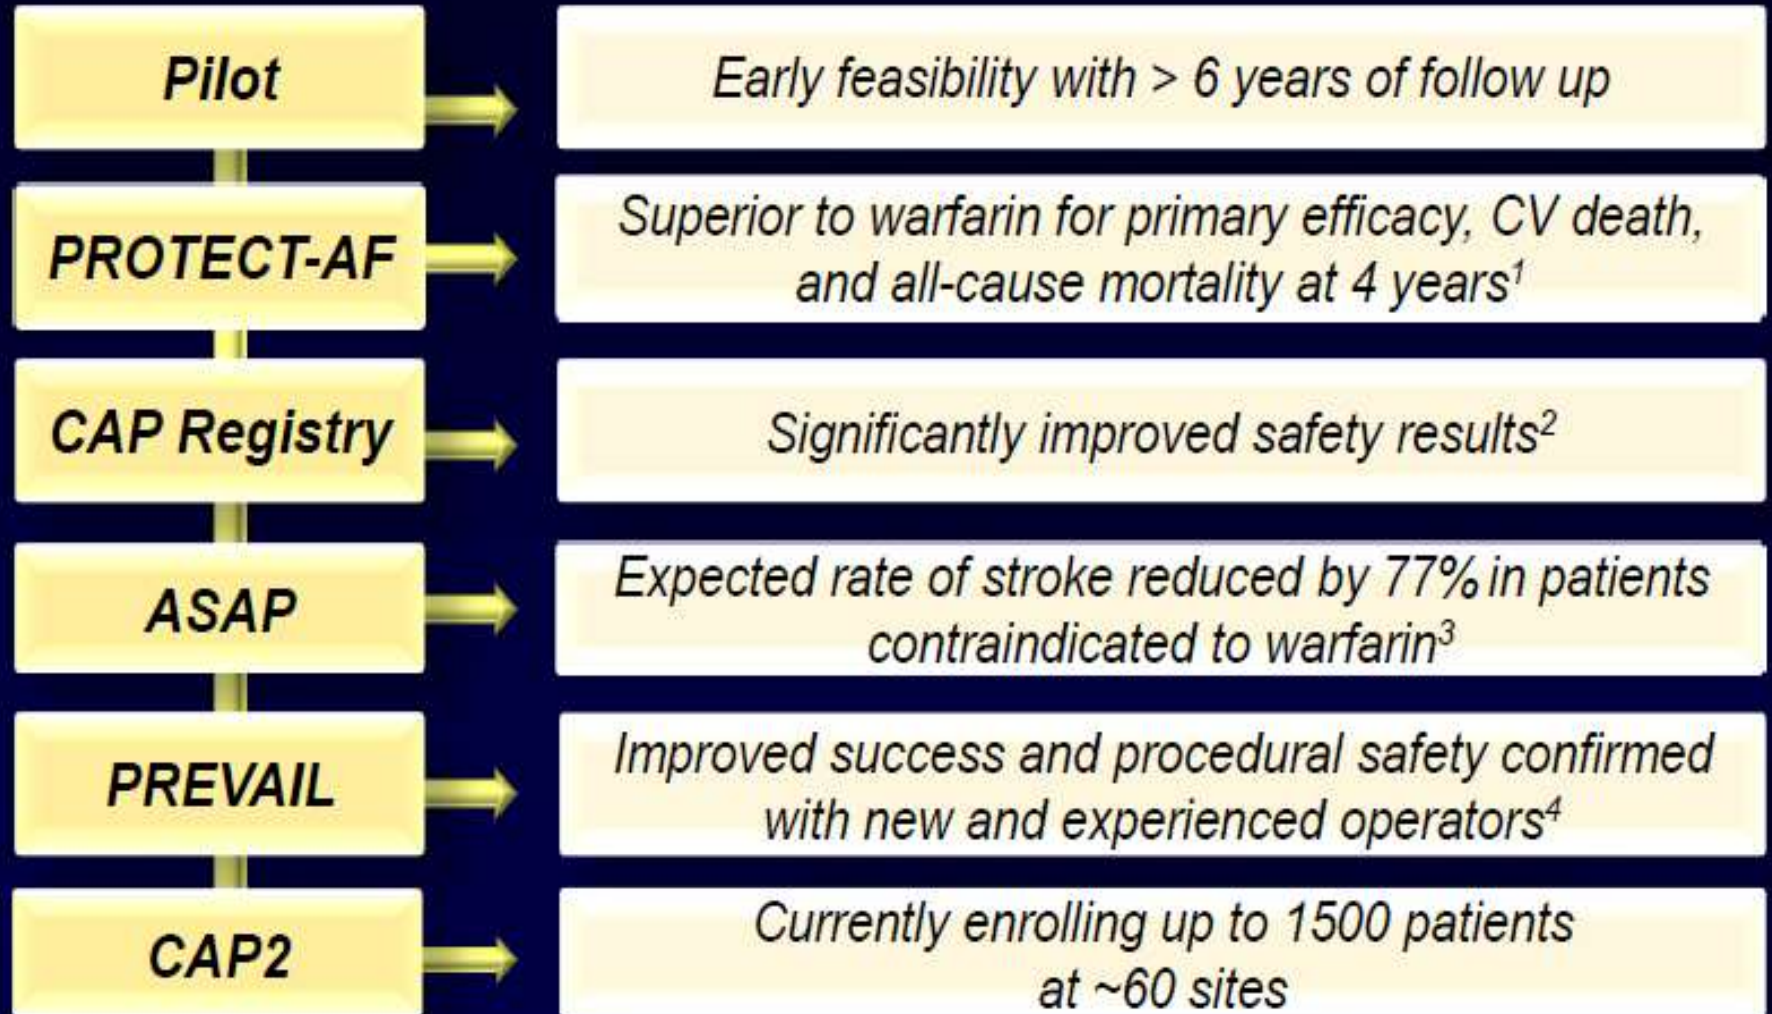 Pilot
Early feasibility with > 6 years of follow up
PROTECT-AF
Superior to warfarin for primary efficacy, CV death,
and all-cause mortality at 4 years¹
CAP Registry
Significantly improved safety results²
ASAP
Expected rate of stroke reduced by 77% in patients
contraindicated to warfarin³
PREVAIL
Improved success and procedural safety confirmed
with new and experienced operators⁴
CAP2
Currently enrolling up to 1500 patients
at ~60 sites